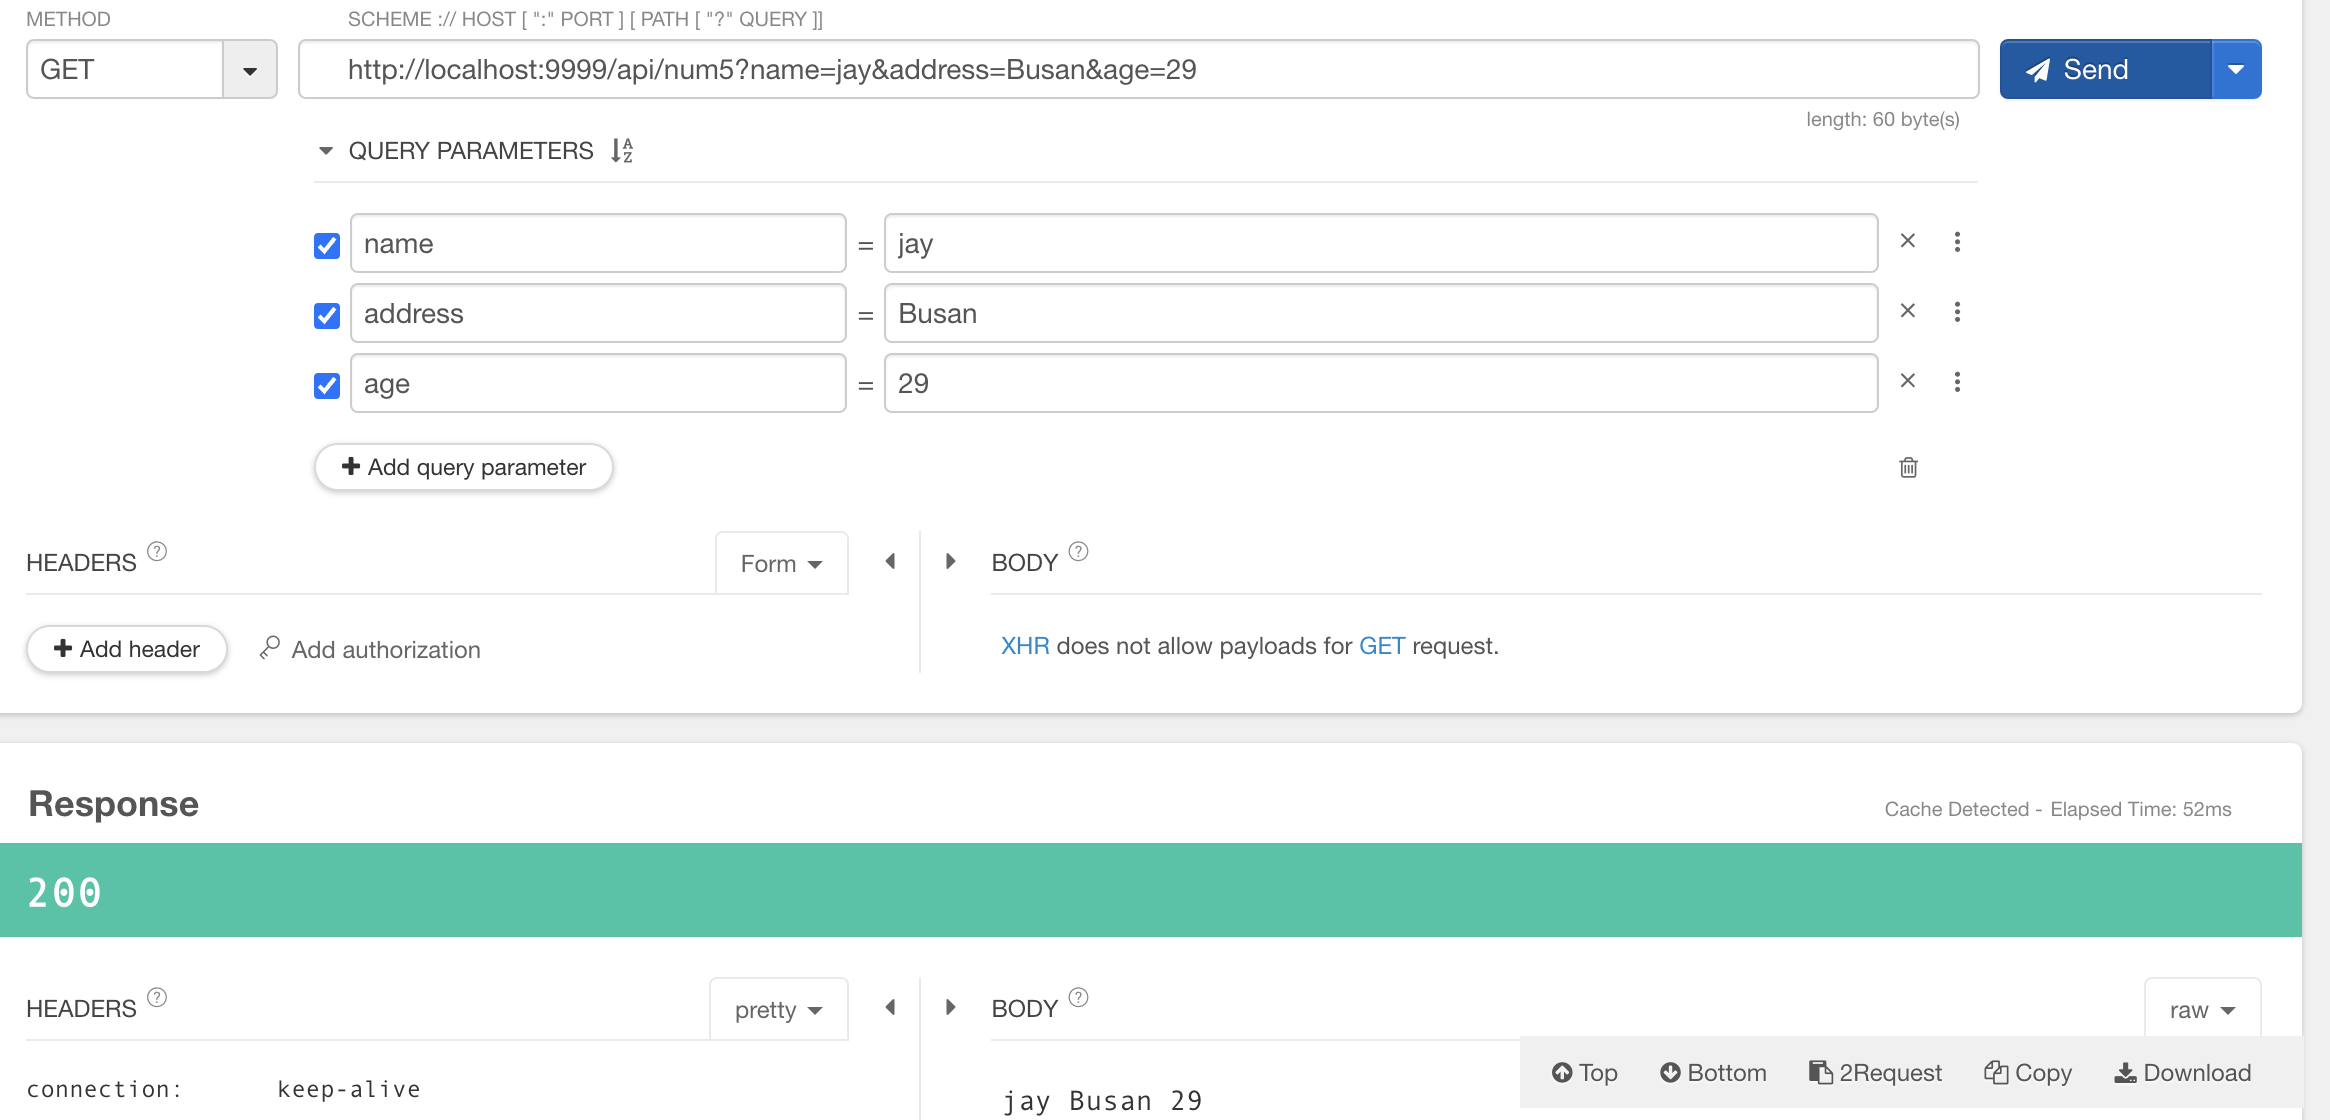 METHOD
SCHEME :// HOST [ ":" PORT ] [ PATH [ "?" QUERY ]]
GET
http://localhost:9999/api/num5?name=jay&address=Busan&age=29
Send
length: 60 byte(s)
QUERY PARAMETERS
name = jay
address = Busan
age = 29
Add query parameter
HEADERS
Form
BODY
Add header
Add authorization
XHR does not allow payloads for GET request.
Response
Cache Detected - Elapsed Time: 52ms
200
HEADERS
pretty
BODY
raw
Top
Bottom
2Request
Copy
Download
connection: keep-alive
jay Busan 29